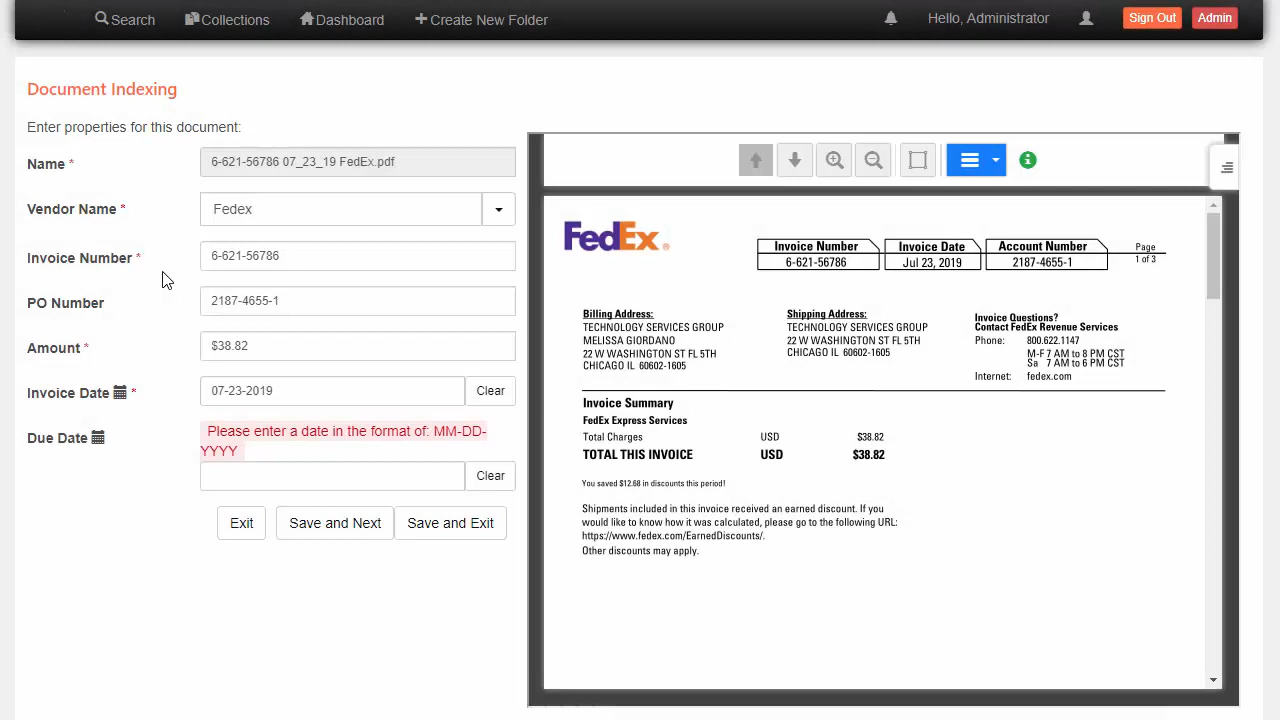 Search Collections Dashboard Create New Folder Hello, Administrator Sign Out Admin
Document Indexing
Enter properties for this document:
Name * 6-621-56786 07_23_19 FedEx.pdf
Vendor Name * Fedex
Invoice Number * 6-621-56786
PO Number 2187-4655-1
Amount * $38.82
Invoice Date * 07-23-2019 Clear
Due Date Please enter a date in the format of: MM-DD-
YYYY
Clear
Exit Save and Next Save and Exit
FedEx®
Invoice Number Invoice Date Account Number Page
6-621-56786 Jul 23, 2019 2187-4655-1 1 of 3
Billing Address:
TECHNOLOGY SERVICES GROUP
MELISSA GIORDANO
22 W WASHINGTON ST FL 5TH
CHICAGO IL 60602-1605
Shipping Address:
TECHNOLOGY SERVICES GROUP
22 W WASHINGTON ST FL 5TH
CHICAGO IL 60602-1605
Invoice Questions?
Contact FedEx Revenue Services
Phone: 800.622.1147
M-F 7 AM to 8 PM CST
Sa 7 AM to 6 PM CST
Internet: fedex.com
Invoice Summary
FedEx Express Services
Total Charges USD $38.82
TOTAL THIS INVOICE USD $38.82
You saved $12.68 in discounts this period!
Shipments included in this invoice received an earned discount. If you
would like to know how it was calculated, please go to the following URL:
https://www.fedex.com/EarnedDiscounts/.
Other discounts may apply.